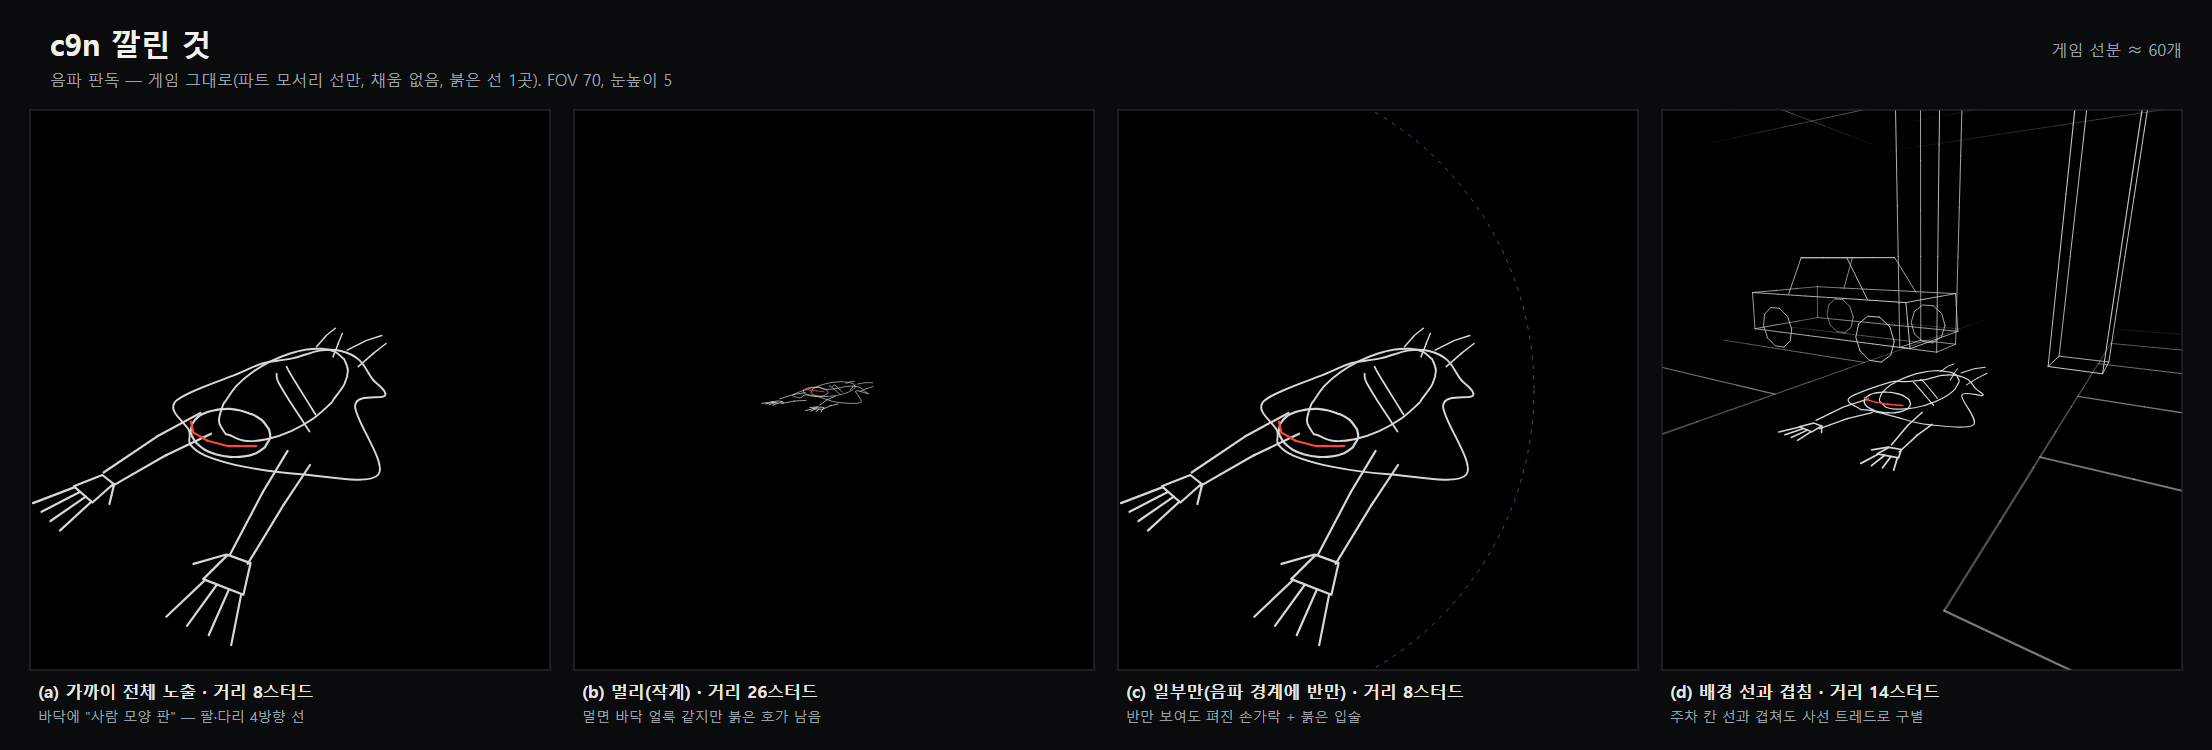 c9n 깔린 것
음파 판독 — 게임 그대로(파트 모서리 선만, 채움 없음, 붉은 선 1곳). FOV 70, 눈높이 5
게임 선분 ≈ 60개
(a) 가까이 전체 노출 · 거리 8스터드
바닥에 "사람 모양 판" — 팔·다리 4방향 선
(b) 멀리(작게) · 거리 26스터드
멀면 바닥 얼룩 같지만 붉은 호가 남음
(c) 일부만(음파 경계에 반만) · 거리 8스터드
반만 보여도 펴진 손가락 + 붉은 입술
(d) 배경 선과 겹침 · 거리 14스터드
주차 칸 선과 겹쳐도 사선 트레드로 구별